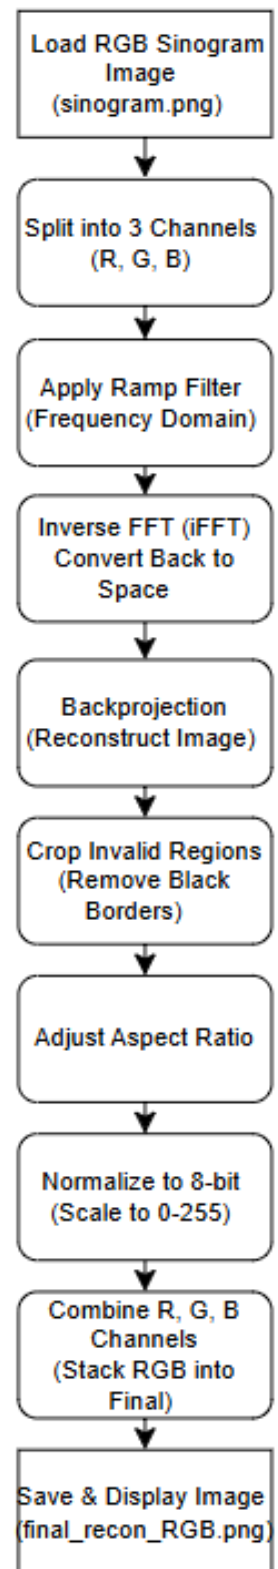 Load RGB Sinogram
Image
(sinogram.png)
Split into 3 Channels
(R, G, B)
Apply Ramp Filter
(Frequency Domain)
Inverse FFT (iFFT)
Convert Back to
Space
Backprojection
(Reconstruct Image)
Crop Invalid Regions
(Remove Black
Borders)
Adjust Aspect Ratio
Normalize to 8-bit
(Scale to 0-255)
Combine R, G, B
Channels
(Stack RGB into
Final)
Save & Display Image
(final_recon_RGB.png)